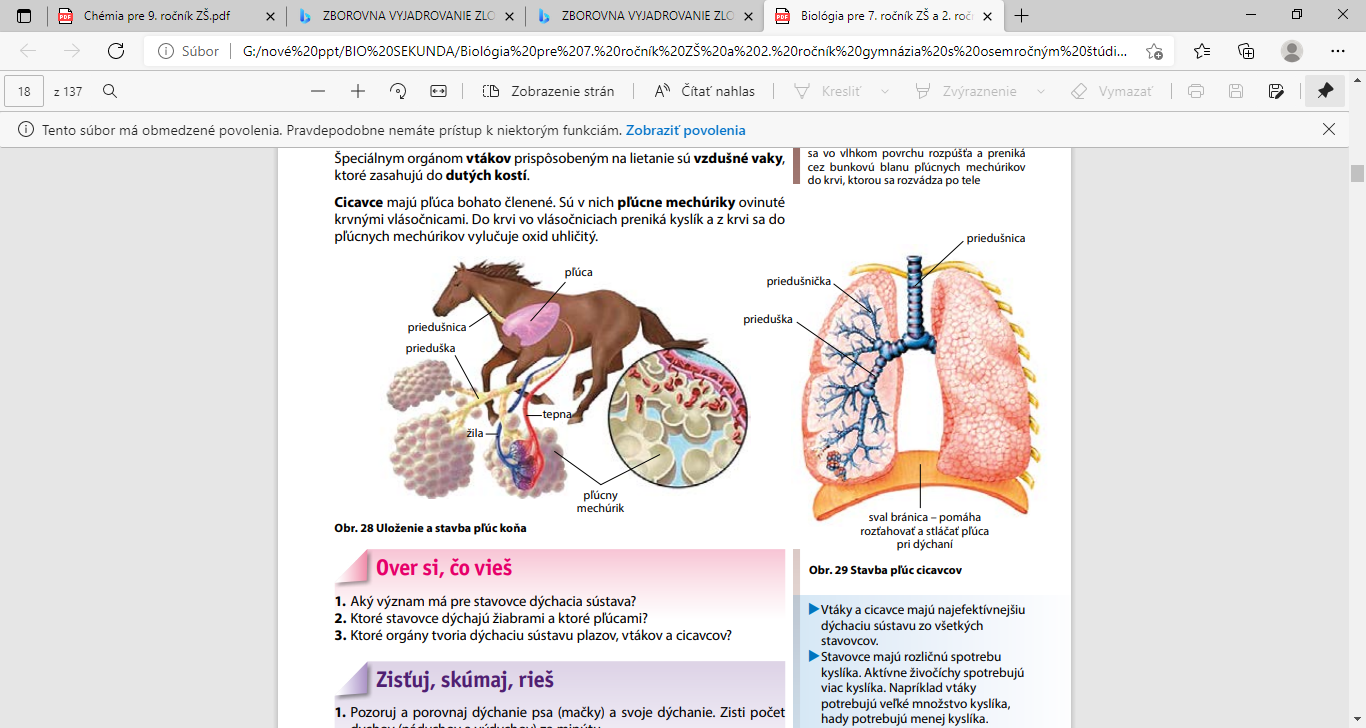 Chémia pre 9. ročník ZŠ.pdf
ZBOROVNA VYJADROVANIE ZLO
ZBOROVNA VYJADROVANIE ZLO
Biológia pre 7. ročník ZŠ a 2. roč
Súbor
G:/nové%20ppt/BIO%20SEKUNDA/Biológia%20pre%207.%20ročník%20ZŠ%20a%202.%20ročník%20gymnázia%20s%20osemročným%20štúdi...
18
z 137
Zobrazenie strán
Čítať nahlas
Kresliť
Zvýraznenie
Vymazať
Tento súbor má obmedzené povolenia. Pravdepodobne nemáte prístup k niektorým funkciám. Zobraziť povolenia
Špeciálnym orgánom vtákov prispôsobeným na lietanie sú vzdušné vaky,
ktoré zasahujú do dutých kostí.
Cicavce majú pľúca bohato členené. Sú v nich pľúcne mechúriky ovinuté
krvnými vlásočnicami. Do krvi vo vlásočniciach preniká kyslík a z krvi sa do
pľúcnych mechúrikov vylučuje oxid uhličitý.
pľúca
priedušnica
prieduška
tepna
žila
pľúcny
mechúrik
Obr. 28 Uloženie a stavba pľúc koňa
Over si, čo vieš
1. Aký význam má pre stavovce dýchacia sústava?
2. Ktoré stavovce dýchajú žiabrami a ktoré pľúcami?
3. Ktoré orgány tvoria dýchaciu sústavu plazov, vtákov a cicavcov?
Zisťuj, skúmaj, rieš
1. Pozoruj a porovnaj dýchanie psa (mačky) a svoje dýchanie. Zisti počet
sa vo vlhkom povrchu rozpúšťa a preniká
cez bunkovú blanu pľúcnych mechúrikov
do krvi, ktorou sa rozvádza po tele
priedušnica
priedušnička
prieduška
sval bránica – pomáha
rozťahovať a stláčať pľúca
pri dýchaní
Obr. 29 Stavba pľúc cicavcov
Vtáky a cicavce majú najefektívnejšiu
dýchaciu sústavu zo všetkých
stavovcov.
Stavovce majú rozličnú spotrebu
kyslíka. Aktívne živočíchy spotrebujú
viac kyslíka. Napríklad vtáky
potrebujú veľké množstvo kyslíka,
hady potrebujú menej kyslíka.